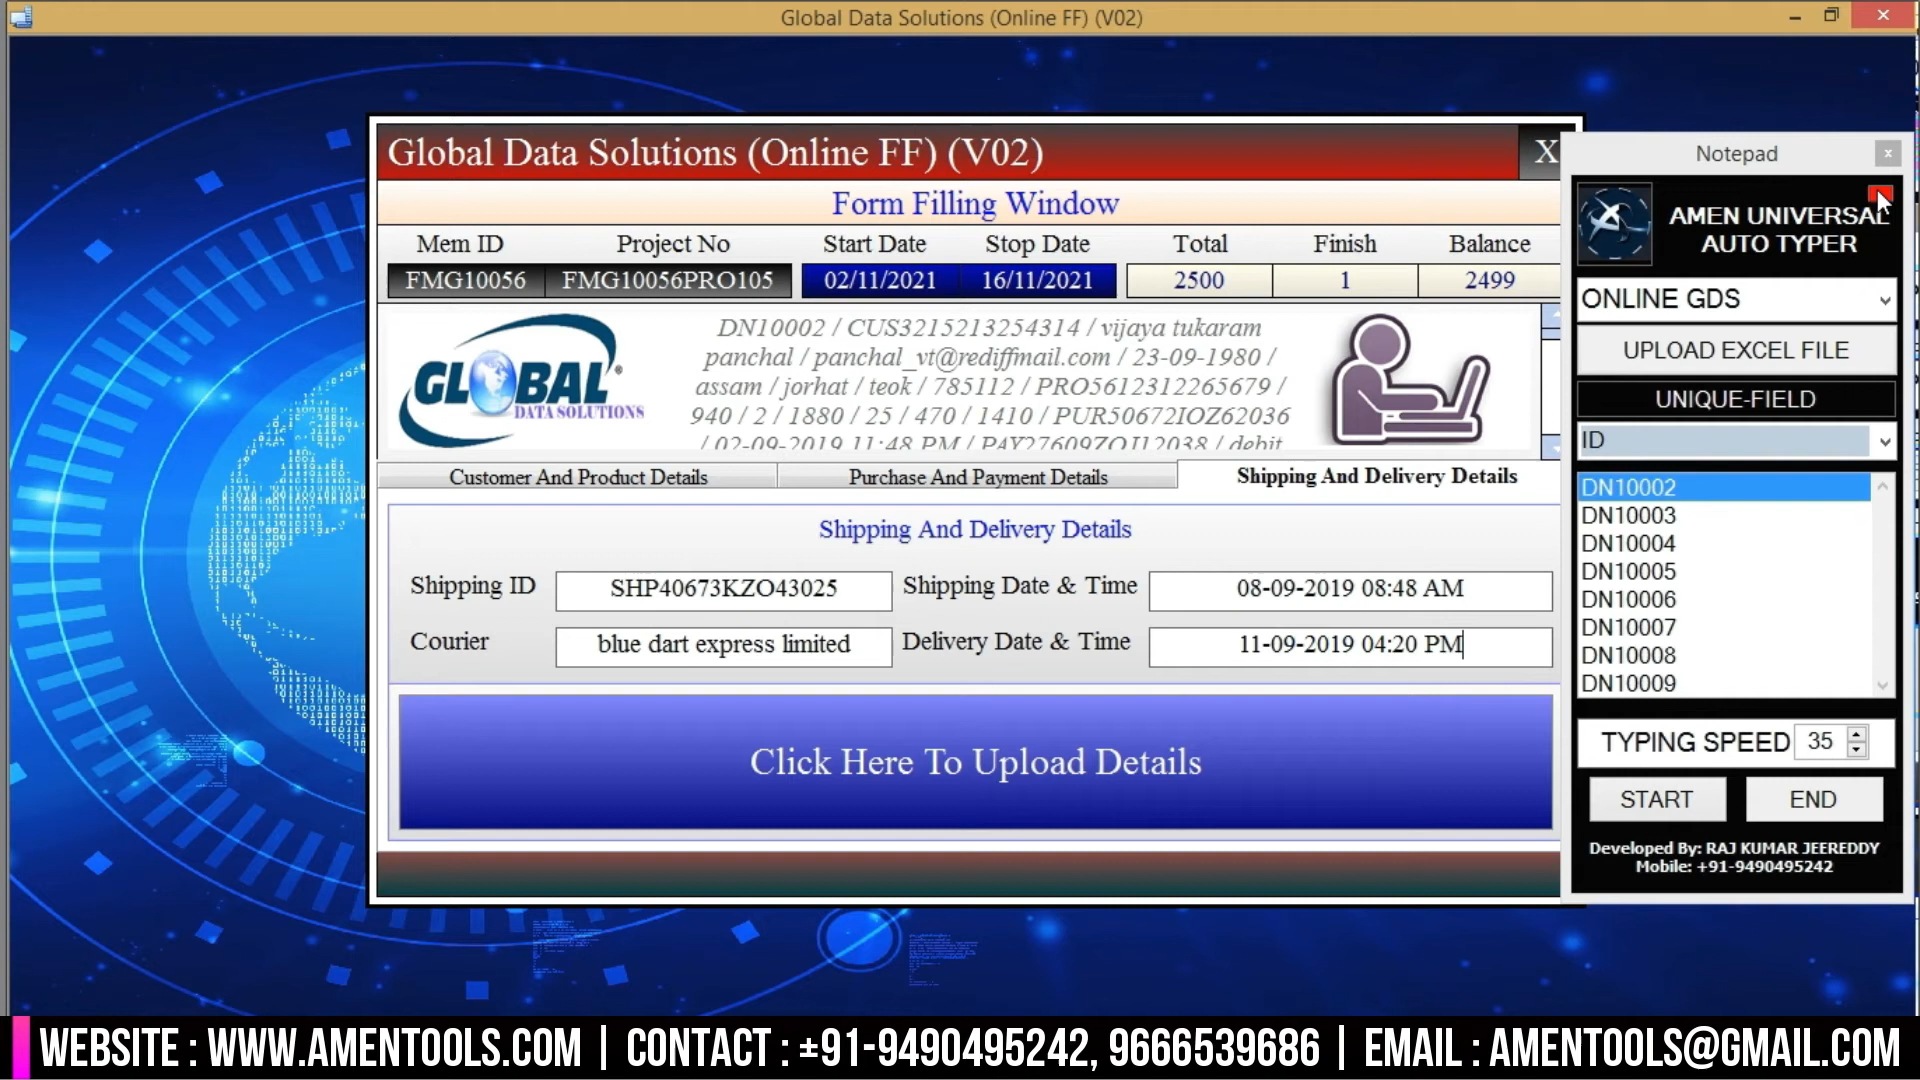 Global Data Solutions (Online FF) (V02)
Global Data Solutions (Online FF) (V02)
X
Form Filling Window
Mem ID Project No Start Date Stop Date Total Finish Balance
FMG10056 FMG10056PRO105 02/11/2021 16/11/2021 2500 1 2499
GLOBAL
DATA SOLUTIONS
DN10002 / CUS3215213254314 / vijaya tukaram
panchal / panchal_vt@rediffmail.com / 23-09-1980 /
assam / jorhat / teok / 785112 / PRO5612312265679 /
940 / 2 / 1880 / 25 / 470 / 1410 / PUR50672IOZ62036
/ 02-09-2019 11:48 PM / PAY27609ZOJ12038 / debit
Customer And Product Details Purchase And Payment Details Shipping And Delivery Details
Shipping And Delivery Details
Shipping ID SHP40673KZO43025 Shipping Date & Time 08-09-2019 08:48 AM
Courier blue dart express limited Delivery Date & Time 11-09-2019 04:20 PM
Click Here To Upload Details
Notepad
x
AMEN UNIVERSAL
AUTO TYPER
ONLINE GDS
UPLOAD EXCEL FILE
UNIQUE-FIELD
ID
DN10002
DN10003
DN10004
DN10005
DN10006
DN10007
DN10008
DN10009
TYPING SPEED 35
START END
Developed By: RAJ KUMAR JEEREDDY
Mobile: +91-9490495242
WEBSITE : WWW.AMENTOOLS.COM | CONTACT : +91-9490495242, 9666539686 | EMAIL : AMENTOOLS@GMAIL.COM